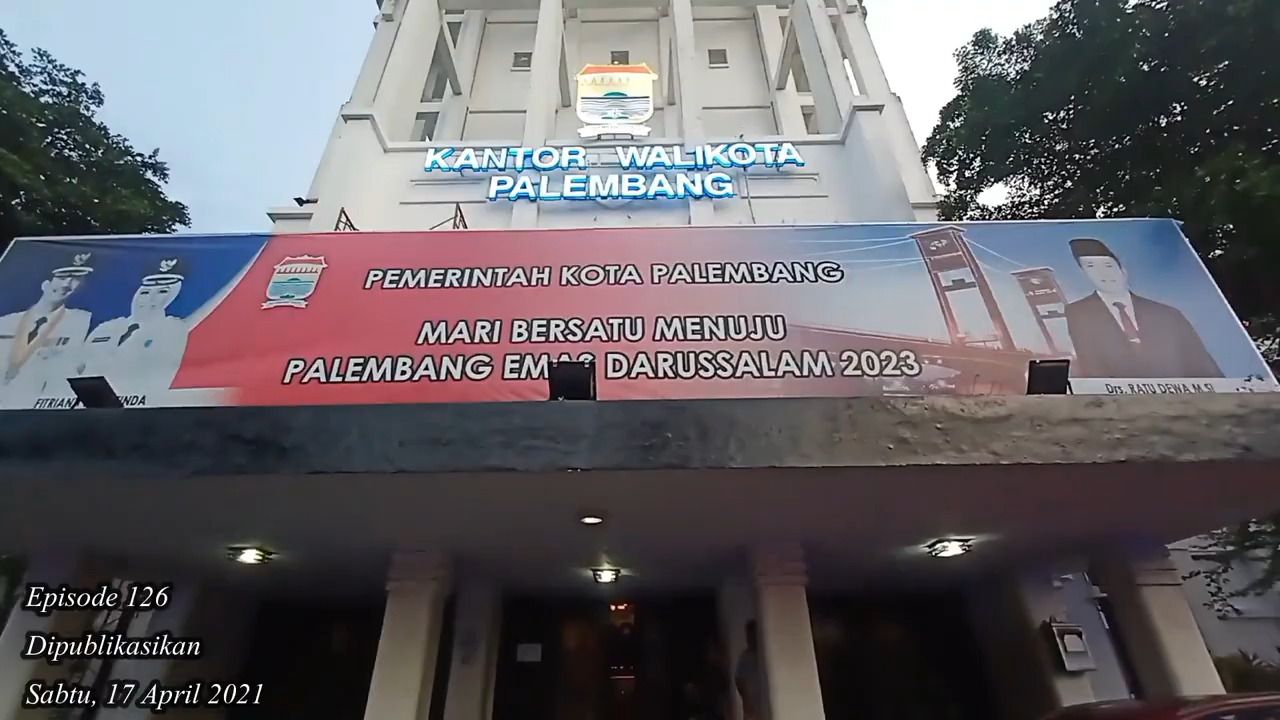 KANTOR WALIKOTA
PALEMBANG
PEMERINTAH KOTA PALEMBANG
MARI BERSATU MENUJU
PALEMBANG EMAS DARUSSALAM 2023
Drs. RATU DEWA M.SI
Episode 126
Dipublikasikan
Sabtu, 17 April 2021